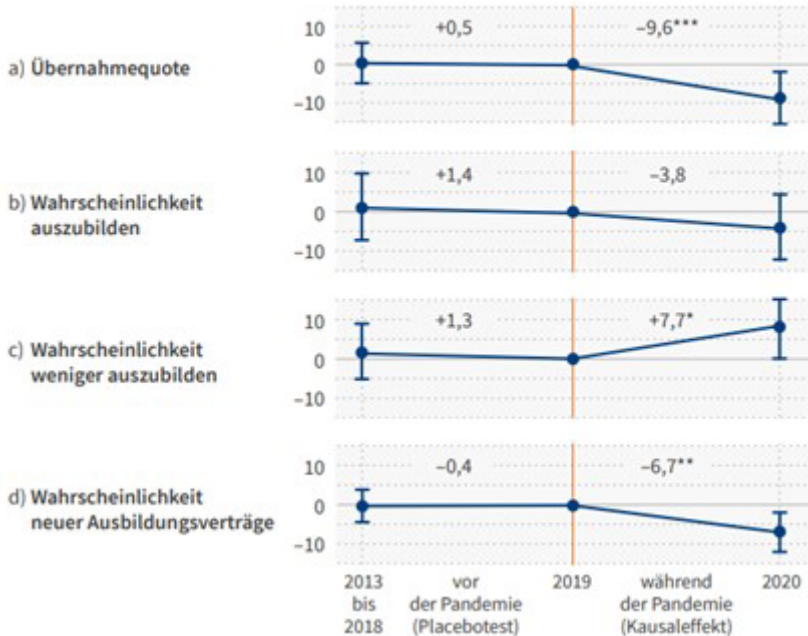 10
+0,5
–9,6***
a) Übernahmequote
0
–10
10
+1,4
–3,8
b) Wahrscheinlichkeit
auszubilden
0
–10
10
+1,3
+7,7*
c) Wahrscheinlichkeit
weniger auszubilden
0
–10
10
–0,4
–6,7**
d) Wahrscheinlichkeit
neuer Ausbildungsverträge
0
–10
2013
bis
2018
vor
der Pandemie
(Placebotest)
2019
während
der Pandemie
(Kausaleffekt)
2020